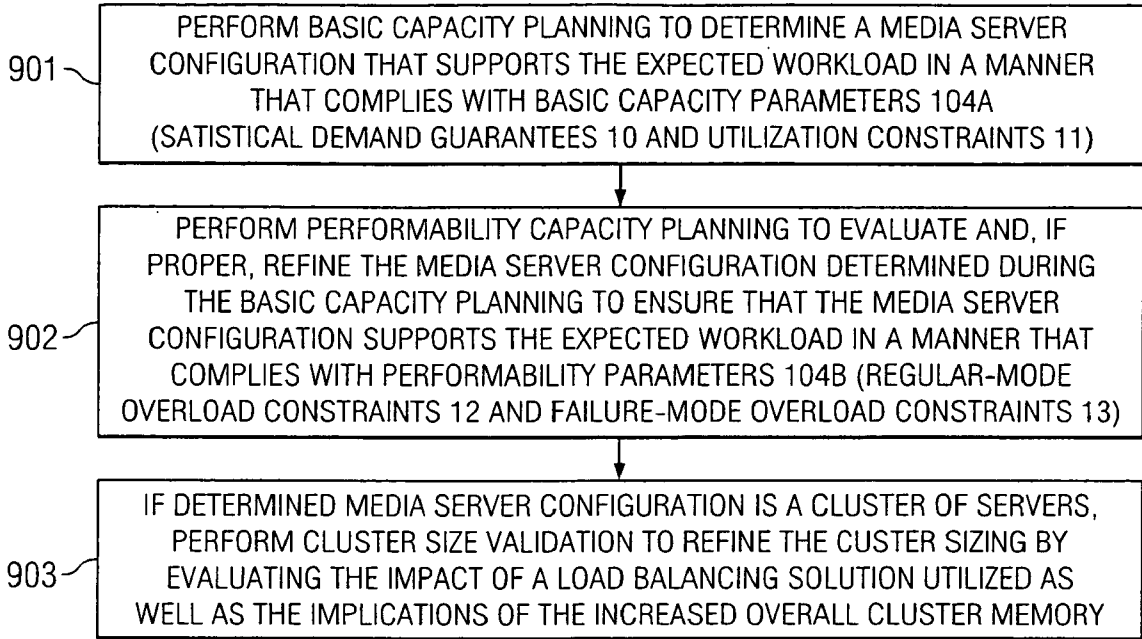 901
PERFORM BASIC CAPACITY PLANNING TO DETERMINE A MEDIA SERVER
CONFIGURATION THAT SUPPORTS THE EXPECTED WORKLOAD IN A MANNER
THAT COMPLIES WITH BASIC CAPACITY PARAMETERS 104A
(SATISTICAL DEMAND GUARANTEES 10 AND UTILIZATION CONSTRAINTS 11)
902
PERFORM PERFORMABILITY CAPACITY PLANNING TO EVALUATE AND, IF
PROPER, REFINE THE MEDIA SERVER CONFIGURATION DETERMINED DURING
THE BASIC CAPACITY PLANNING TO ENSURE THAT THE MEDIA SERVER
CONFIGURATION SUPPORTS THE EXPECTED WORKLOAD IN A MANNER THAT
COMPLIES WITH PERFORMABILITY PARAMETERS 104B (REGULAR-MODE
OVERLOAD CONSTRAINTS 12 AND FAILURE-MODE OVERLOAD CONSTRAINTS 13)
903
IF DETERMINED MEDIA SERVER CONFIGURATION IS A CLUSTER OF SERVERS,
PERFORM CLUSTER SIZE VALIDATION TO REFINE THE CUSTER SIZING BY
EVALUATING THE IMPACT OF A LOAD BALANCING SOLUTION UTILIZED AS
WELL AS THE IMPLICATIONS OF THE INCREASED OVERALL CLUSTER MEMORY